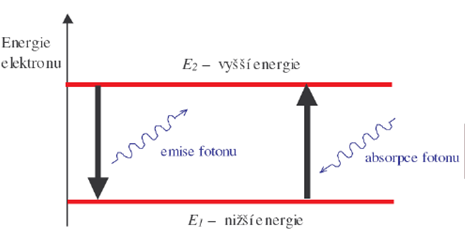 Energie
elektronu
E2 – vyšší energie
emise fotonu
absorpce fotonu
E1 – nižší energie